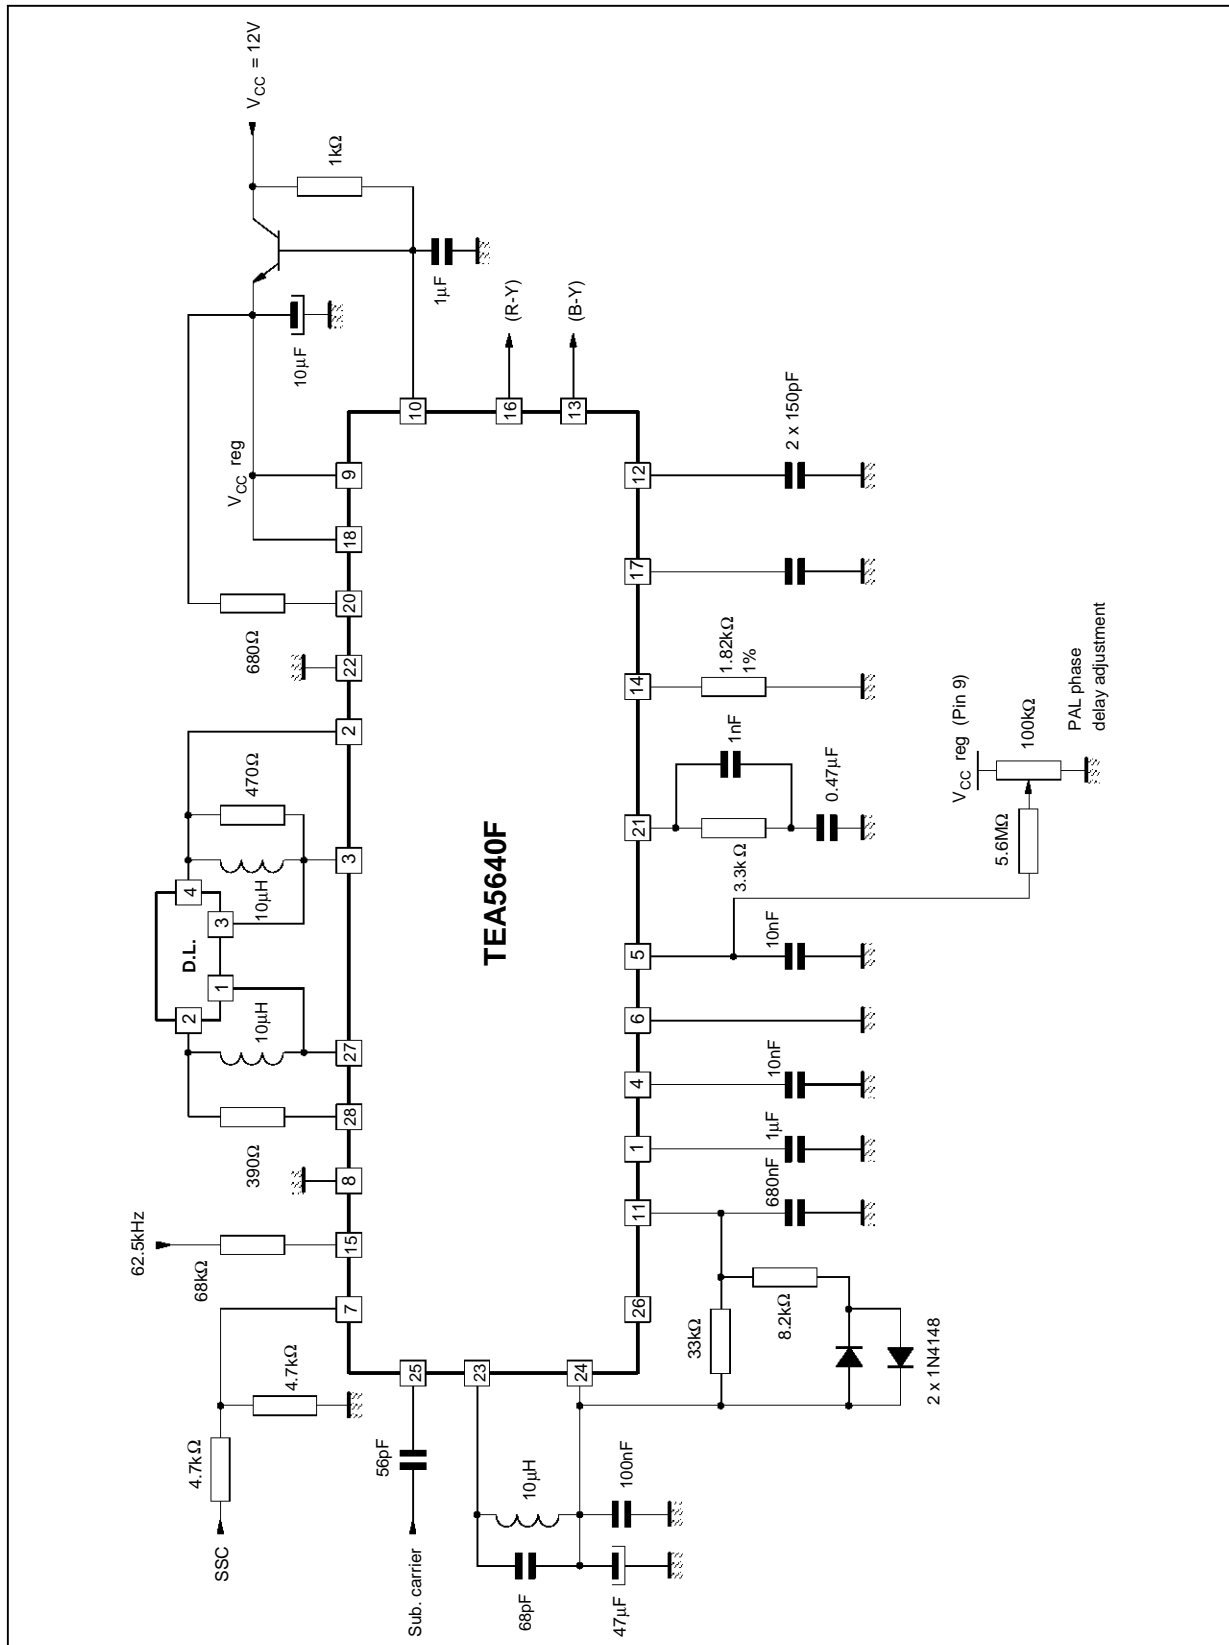 VCC = 12V
1kΩ
1µF
10µF
VCC reg
(R-Y)
(B-Y)
10
16
13
9
18
20
22
2
3
27
28
8
15
7
680Ω
470Ω
10µH
4
3
D.L.
1
2
10µH
390Ω
62.5kHz
68kΩ
4.7kΩ
4.7kΩ
SSC
TEA5640F
12
17
14
21
5
6
4
1
11
26
25
23
24
2 x 150pF
1.82kΩ
1%
1nF
3.3kΩ
0.47µF
VCC reg (Pin 9)
100kΩ
PAL phase
delay adjustment
5.6MΩ
10nF
10nF
1µF
680nF
33kΩ
8.2kΩ
2 x 1N4148
56pF
Sub. carrier
10µH
100nF
68pF
47µF